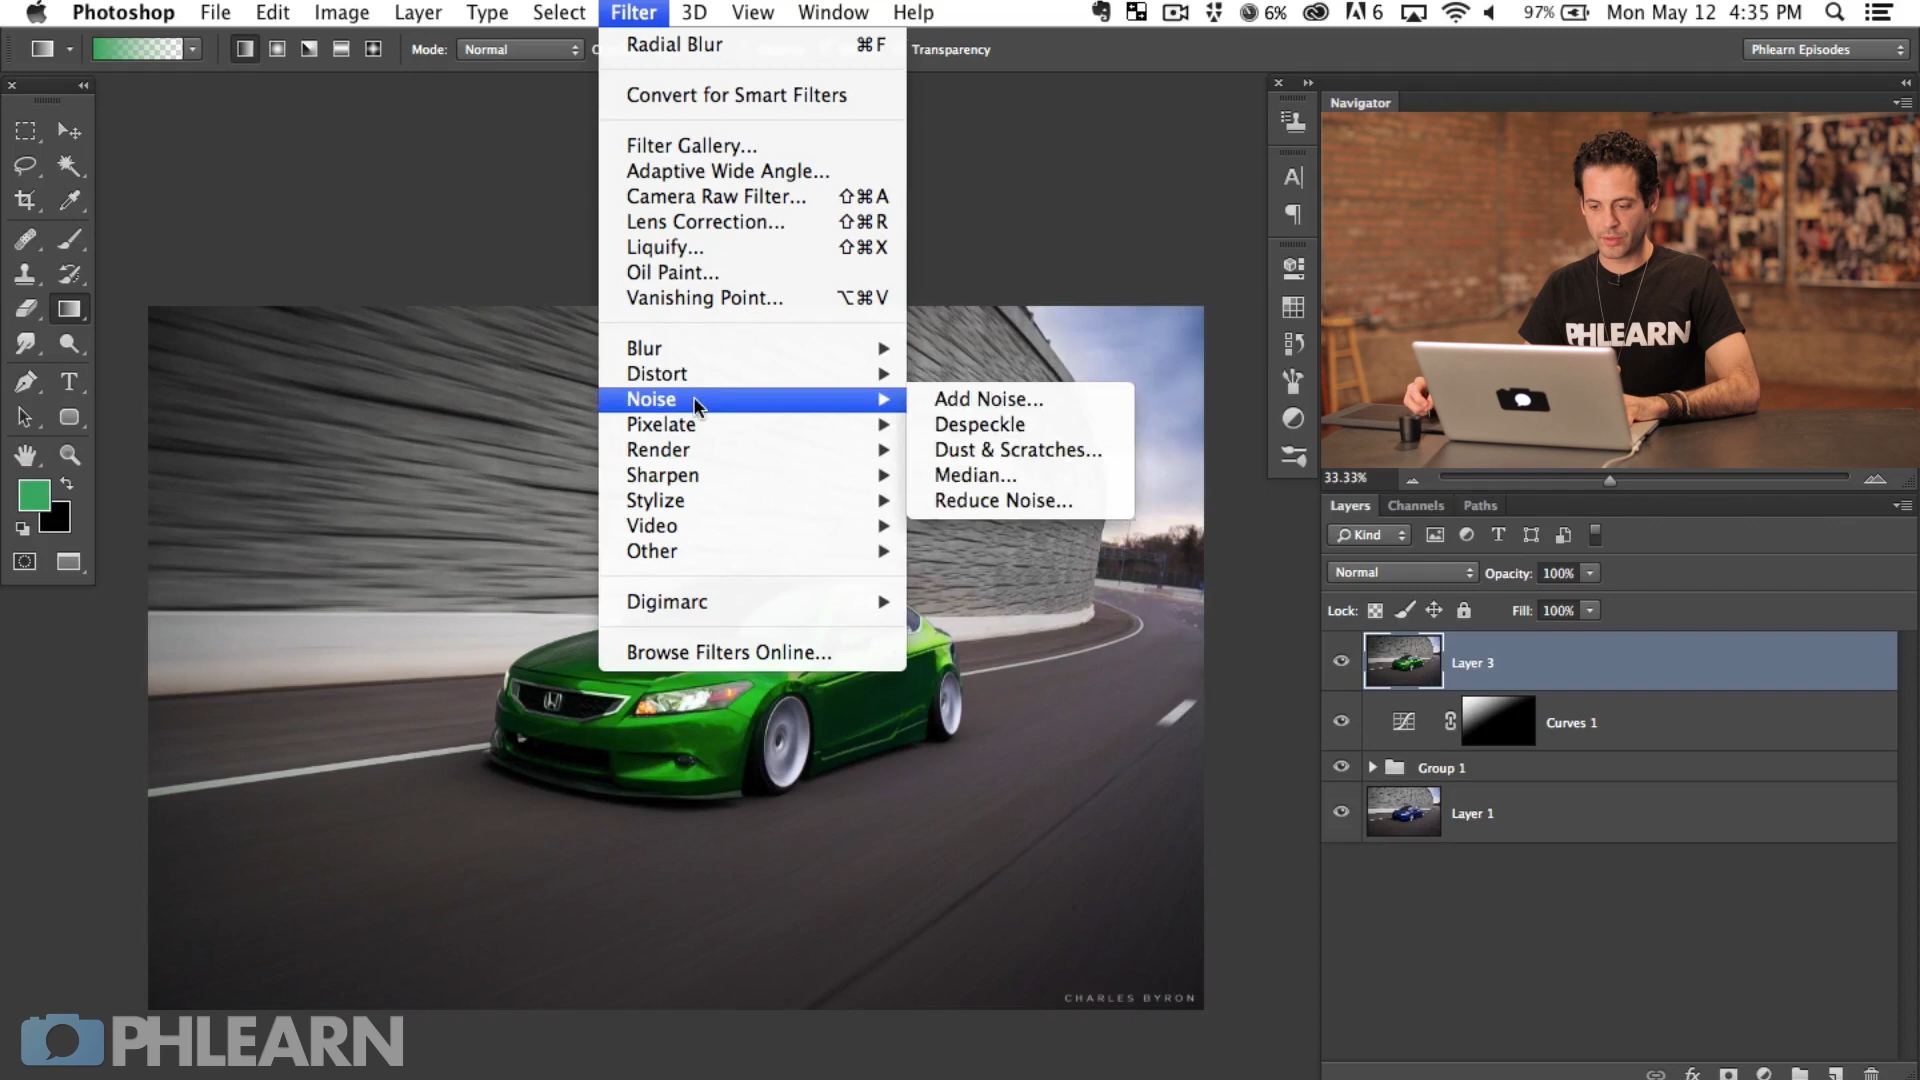 Photoshop File Edit Image Layer Type Select Filter 3D View Window Help 6% 6 97% Mon May 12 4:35 PM
Mode: Normal Transparency Phlearn Episodes
Radial Blur ⌘F
Convert for Smart Filters
Filter Gallery...
Adaptive Wide Angle...
Camera Raw Filter... ⇧⌘A
Lens Correction... ⇧⌘R
Liquify... ⇧⌘X
Oil Paint...
Vanishing Point... ⌥⌘V
Blur
Distort
Noise
Pixelate
Render
Sharpen
Stylize
Video
Other
Digimarc
Browse Filters Online...
Add Noise...
Despeckle
Dust & Scratches...
Median...
Reduce Noise...
Navigator
PHLEARN
33.33%
Layers Channels Paths
Kind
Normal Opacity: 100%
Lock: Fill: 100%
Layer 3
Curves 1
Group 1
Layer 1
CHARLES BYRON
PHLEARN